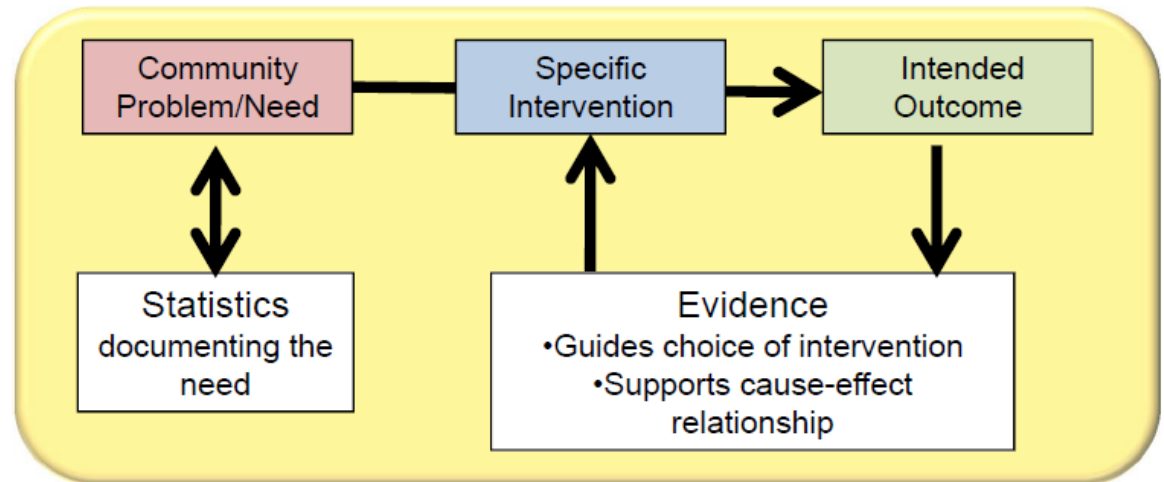 Community
Problem/Need
Specific
Intervention
Intended
Outcome
Statistics
documenting the
need
Evidence
•Guides choice of intervention
•Supports cause-effect
relationship